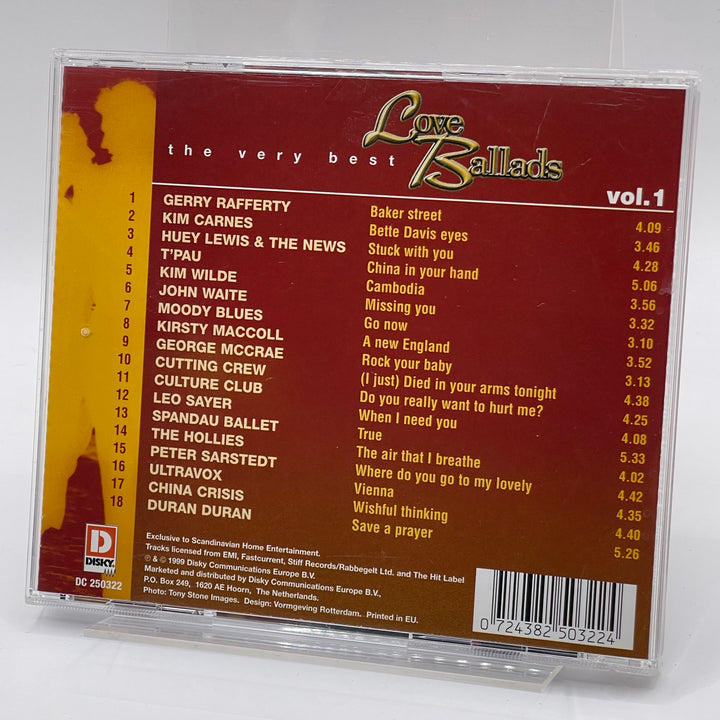 the very best Love Ballads
vol.1
1 GERRY RAFFERTY Baker street 4.09
2 KIM CARNES Bette Davis eyes 3.46
3 HUEY LEWIS & THE NEWS Stuck with you 4.28
4 T'PAU China in your hand 5.06
5 KIM WILDE Cambodia 3.56
6 JOHN WAITE Missing you 3.32
7 MOODY BLUES Go now 3.10
8 KIRSTY MACCOLL A new England 3.52
9 GEORGE MCCRAE Rock your baby 3.13
10 CUTTING CREW (I just) Died in your arms tonight 4.38
11 CULTURE CLUB Do you really want to hurt me? 4.25
12 LEO SAYER When I need you 4.08
13 SPANDAU BALLET True 5.33
14 THE HOLLIES The air that I breathe 4.02
15 PETER SARSTEDT Where do you go to my lovely 4.42
16 ULTRAVOX Vienna 4.35
17 CHINA CRISIS Wishful thinking 4.40
18 DURAN DURAN Save a prayer 5.26
D
DISKY
DC 250322
Exclusive to Scandinavian Home Entertainment.
Tracks licensed from EMI, Fastcurrent, Stiff Records/Rabbegelt Ltd. and The Hit Label
℗ & © 1999 Disky Communications Europe B.V.
Marketed and distributed by Disky Communications Europe B.V.,
P.O. Box 249, 1620 AE Hoorn, The Netherlands.
Photo: Tony Stone Images. Design: Vormgeving Rotterdam. Printed in EU.
0 724382 503224